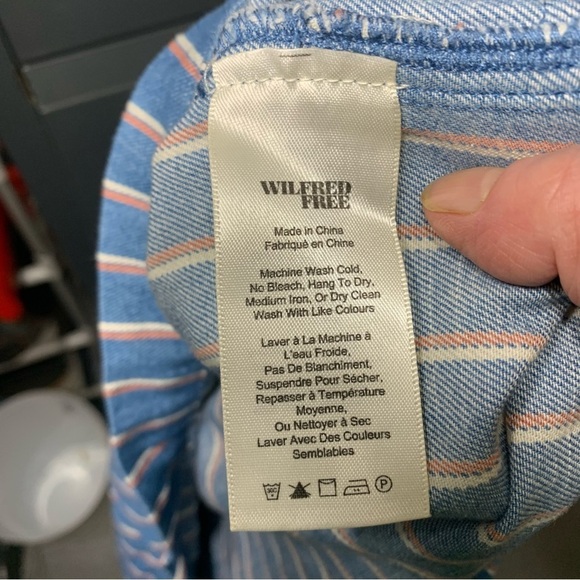 WILFRED
FREE
Made in China
Fabriqué en Chine
Machine Wash Cold,
No Bleach, Hang To Dry,
Medium Iron, Or Dry Clean
Wash With Like Colours
Laver à La Machine à
L'eau Froide,
Pas De Blanchiment,
Suspendre Pour Sécher,
Repasser à Température
Moyenne,
Ou Nettoyer à Sec
Laver Avec Des Couleurs
Semblables
30C P